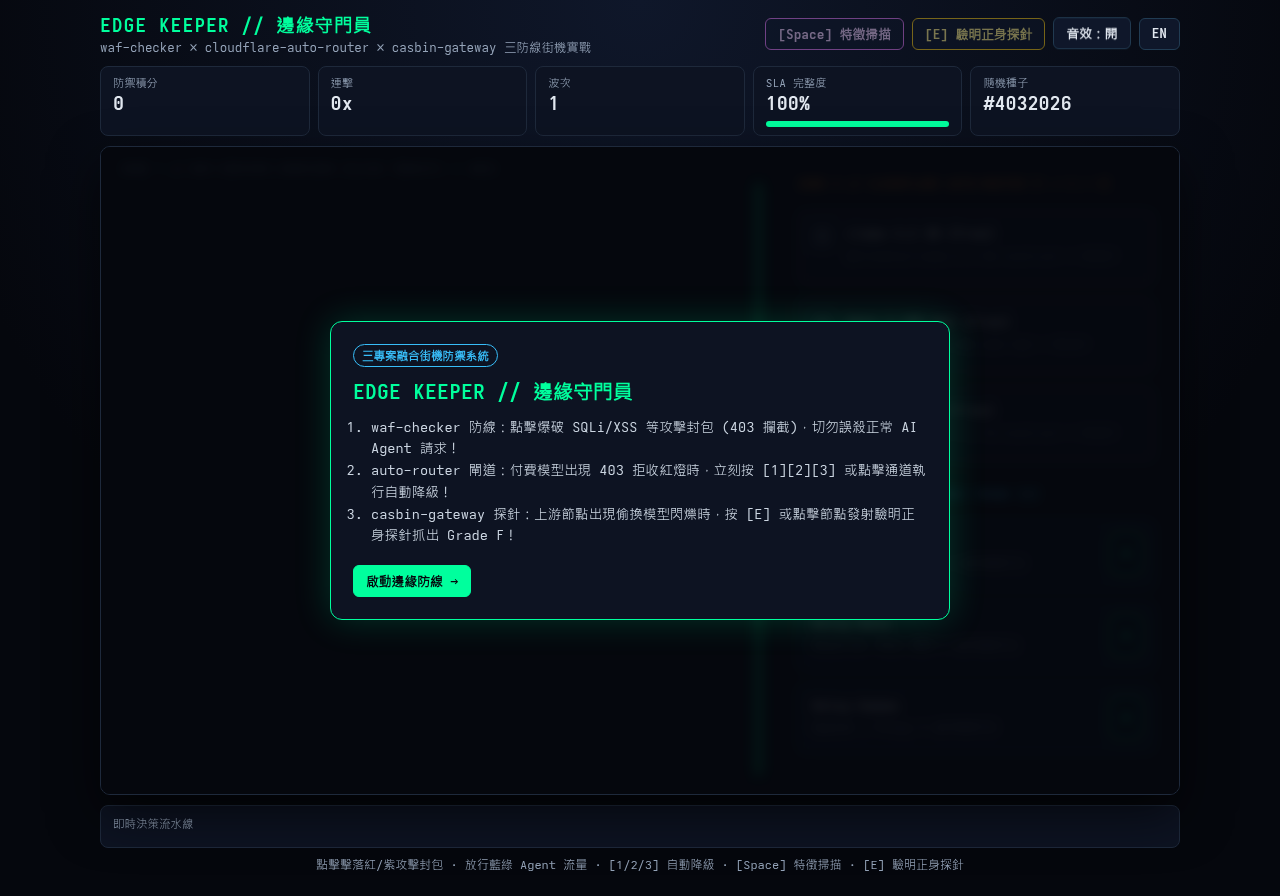 EDGE KEEPER // 邊緣守門員
waf-checker × cloudflare-auto-router × casbin-gateway 三防線街機實戰
[Space] 特徵掃描
[E] 驗明正身探針
音效：開
EN
防禦積分
0
連擊
0x
波次
1
SLA 完整度
100%
隨機種子
#4032026
三專案融合街機防禦系統
EDGE KEEPER // 邊緣守門員
1. waf-checker 防線：點擊爆破 SQLi/XSS 等攻擊封包 (403 攔截)，切勿誤殺正常 AI
Agent 請求！
2. auto-router 閘道：付費模型出現 403 拒收紅燈時，立刻按 [1][2][3] 或點擊通道執
行自動降級！
3. casbin-gateway 探針：上游節點出現偷換模型閃爍時，按 [E] 或點擊節點發射驗明正
身探針抓出 Grade F！
啟動邊緣防線 →
即時決策流水線
點擊擊落紅/紫攻擊封包 · 放行藍綠 Agent 流量 · [1/2/3] 自動降級 · [Space] 特徵掃描 · [E] 驗明正身探針